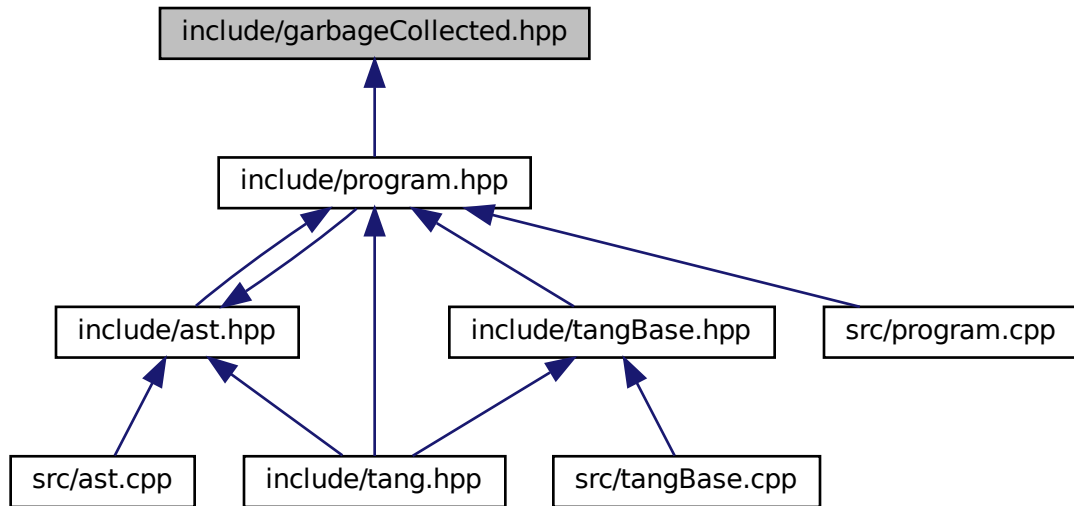 include/garbageCollected.hpp
include/program.hpp
include/ast.hpp
include/tangBase.hpp
src/program.cpp
src/ast.cpp
include/tang.hpp
src/tangBase.cpp